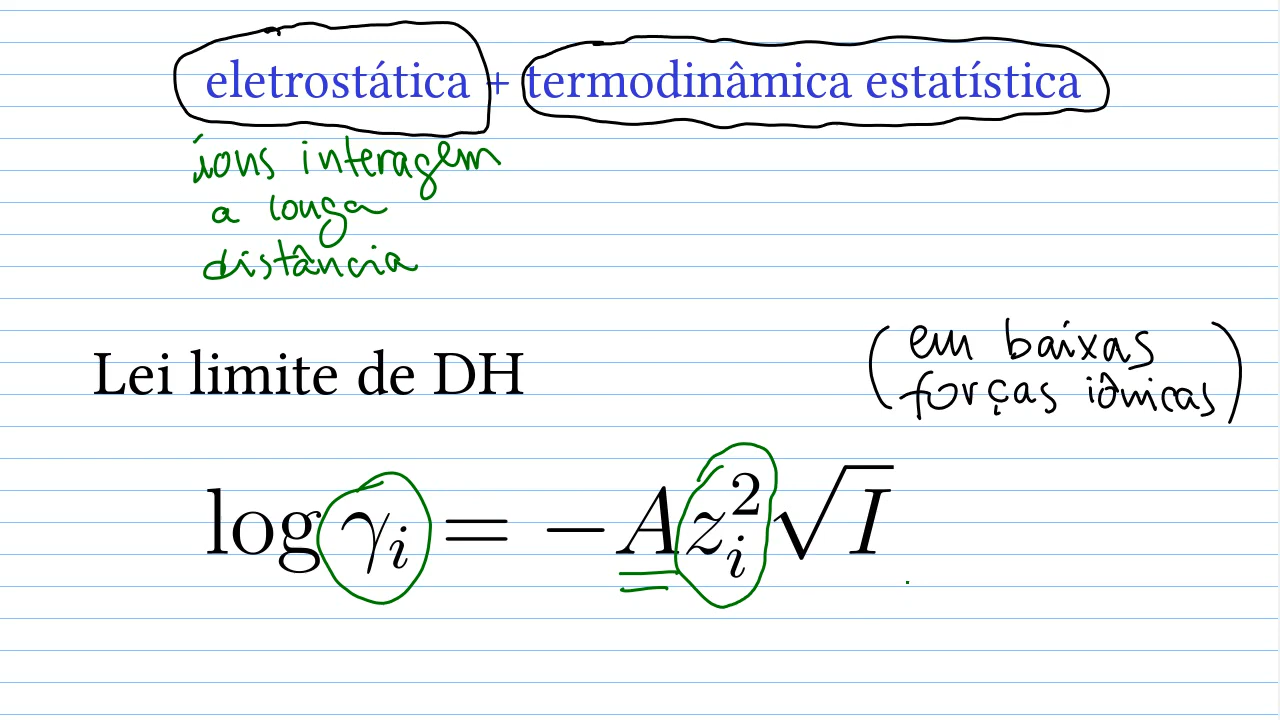 eletrostática + termodinâmica estatística
íons interagem
a longa
distância
Lei limite de DH
(em baixas
forças iônicas)
log γᵢ = −A zᵢ² √I